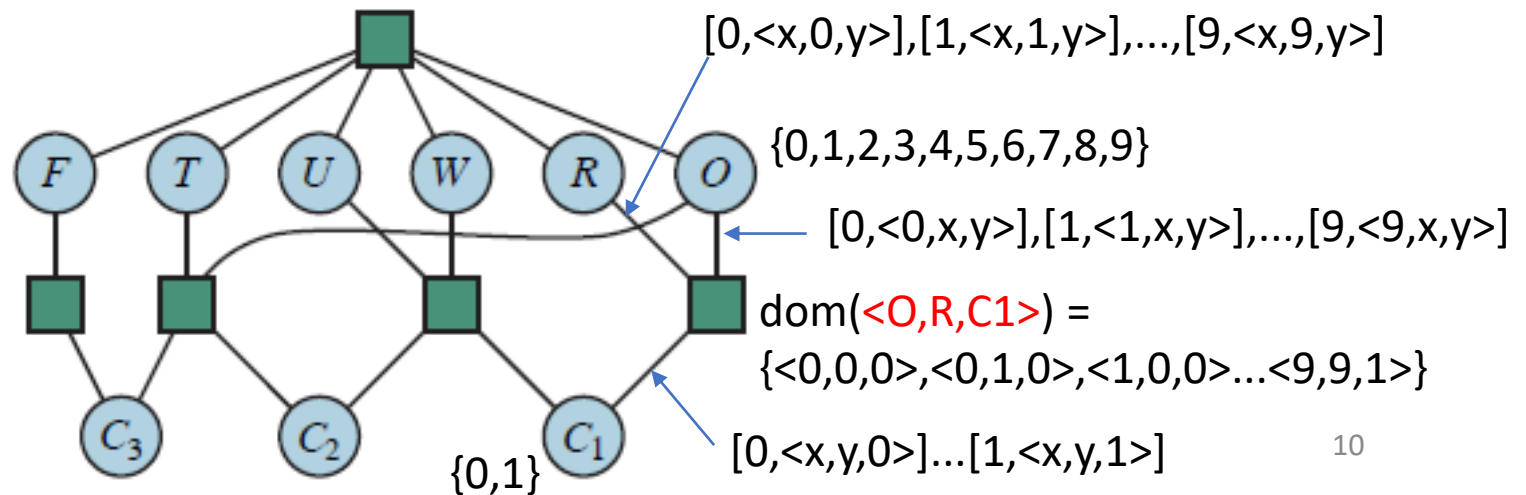 [0,<x,0,y>],[1,<x,1,y>],...,[9,<x,9,y>]
F T U W R O {0,1,2,3,4,5,6,7,8,9}
[0,<0,x,y>],[1,<1,x,y>],...,[9,<9,x,y>]
dom(<O,R,C1>) =
{<0,0,0>,<0,1,0>,<1,0,0>...<9,9,1>}
C₃ C₂ C₁ [0,<x,y,0>]...[1,<x,y,1>] 10
{0,1}